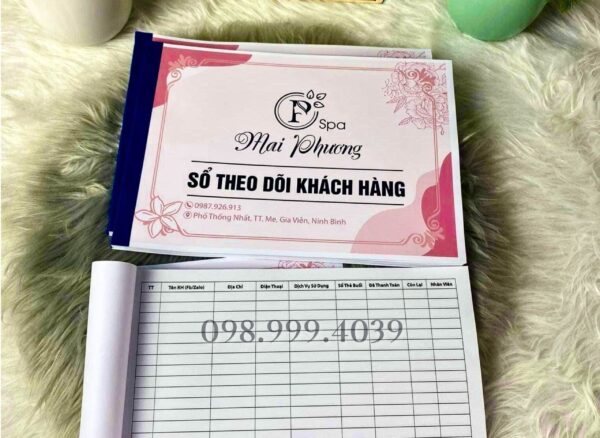 P
Spa
Mai Phương
SỔ THEO DÕI KHÁCH HÀNG
0987.926.913
Phố Thống Nhất, TT. Me, Gia Viễn, Ninh Bình
TT Tên KH (Fb/Zalo) Địa Chỉ Điện Thoại Dịch Vụ Sử Dụng Số Thẻ Buổi Đã Thanh Toán Còn Lại Nhân Viên
098.999.4039